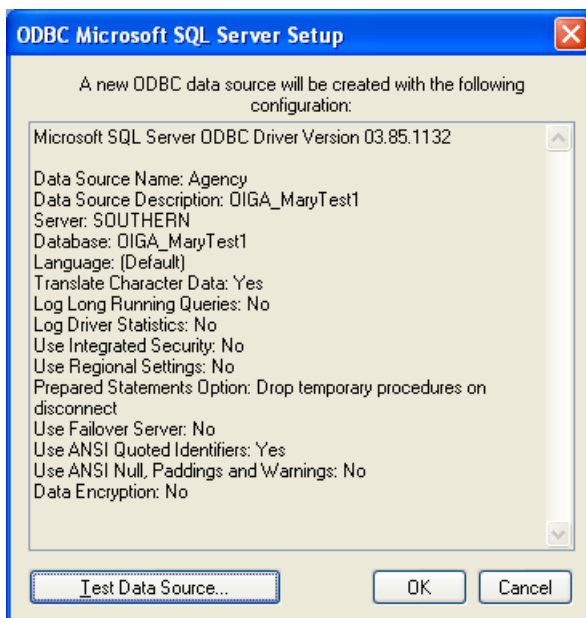 ODBC Microsoft SQL Server Setup
A new ODBC data source will be created with the following
configuration:
Microsoft SQL Server ODBC Driver Version 03.85.1132
Data Source Name: Agency
Data Source Description: OIGA_MaryTest1
Server: SOUTHERN
Database: OIGA_MaryTest1
Language: (Default)
Translate Character Data: Yes
Log Long Running Queries: No
Log Driver Statistics: No
Use Integrated Security: No
Use Regional Settings: No
Prepared Statements Option: Drop temporary procedures on
disconnect
Use Failover Server: No
Use ANSI Quoted Identifiers: Yes
Use ANSI Null, Paddings and Warnings: No
Data Encryption: No
Test Data Source...
OK
Cancel